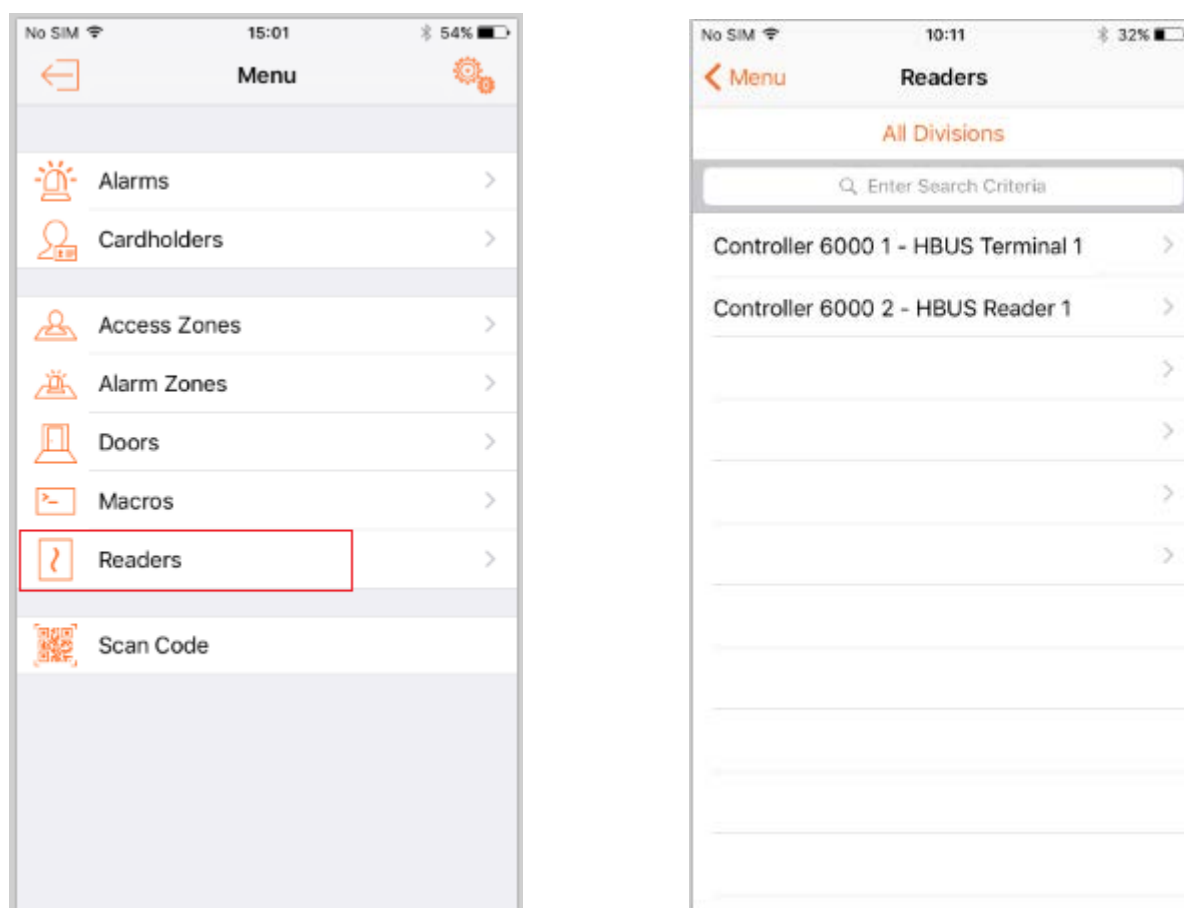 No SIM 15:01 54%
Menu
Alarms
Cardholders
Access Zones
Alarm Zones
Doors
Macros
Readers
Scan Code
No SIM 10:11 32%
Menu Readers
All Divisions
Enter Search Criteria
Controller 6000 1 - HBUS Terminal 1
Controller 6000 2 - HBUS Reader 1